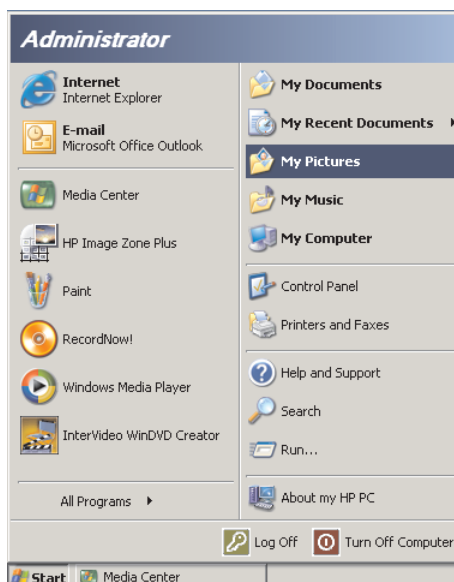 Administrator
Internet
Internet Explorer
E-mail
Microsoft Office Outlook
Media Center
HP Image Zone Plus
Paint
RecordNow!
Windows Media Player
InterVideo WinDVD Creator
All Programs
My Documents
My Recent Documents
My Pictures
My Music
My Computer
Control Panel
Printers and Faxes
Help and Support
Search
Run...
About my HP PC
Log Off
Turn Off Computer
Start
Media Center